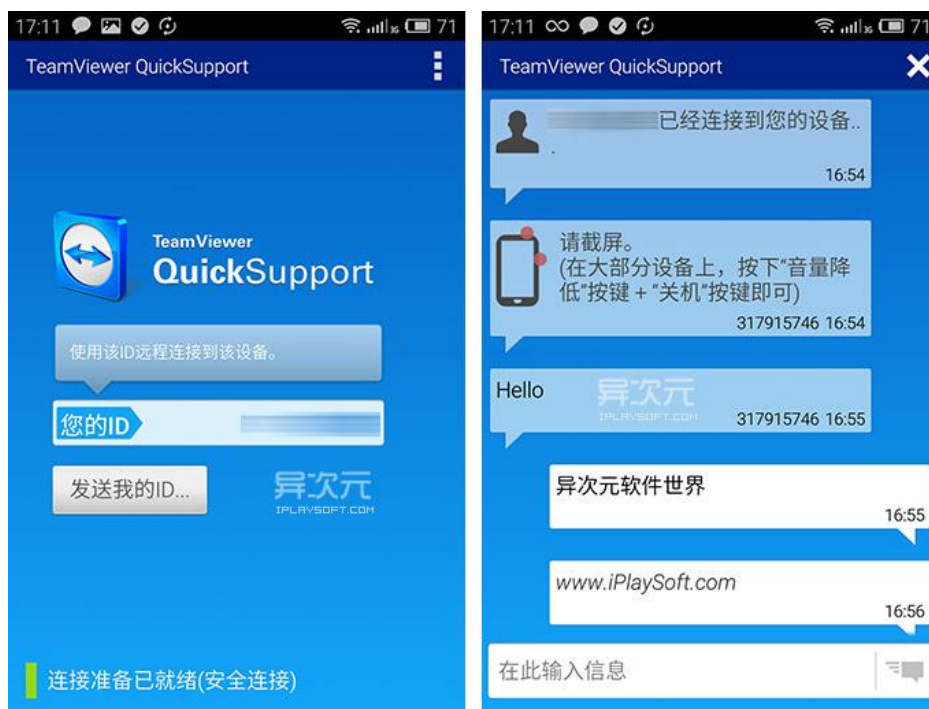 17:11
71
TeamViewer QuickSupport
TeamViewer
QuickSupport
使用该ID远程连接到该设备。
您的ID
发送我的ID...
异次元
IPLAYSOFT.COM
连接准备已就绪(安全连接)
17:11
71
TeamViewer QuickSupport
已经连接到您的设备..
.
16:54
请截屏。
(在大部分设备上，按下"音量降
低"按键 + "关机"按键即可)
317915746 16:54
Hello
异次元
IPLAYSOFT.COM
317915746 16:55
异次元软件世界
16:55
www.iPlaySoft.com
16:56
在此输入信息